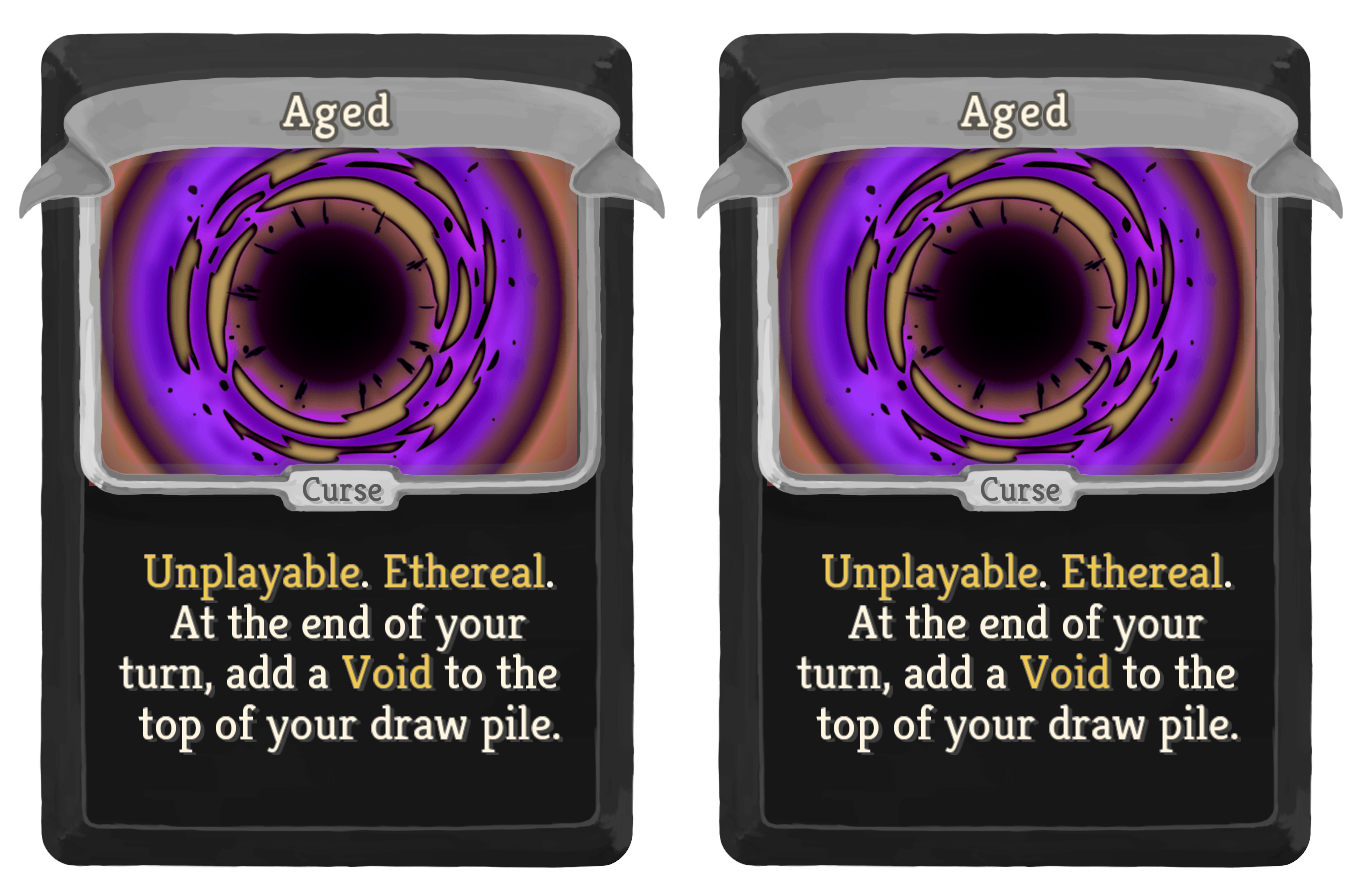 Aged
Curse
Unplayable. Ethereal.
At the end of your
turn, add a Void to the
top of your draw pile.
Aged
Curse
Unplayable. Ethereal.
At the end of your
turn, add a Void to the
top of your draw pile.